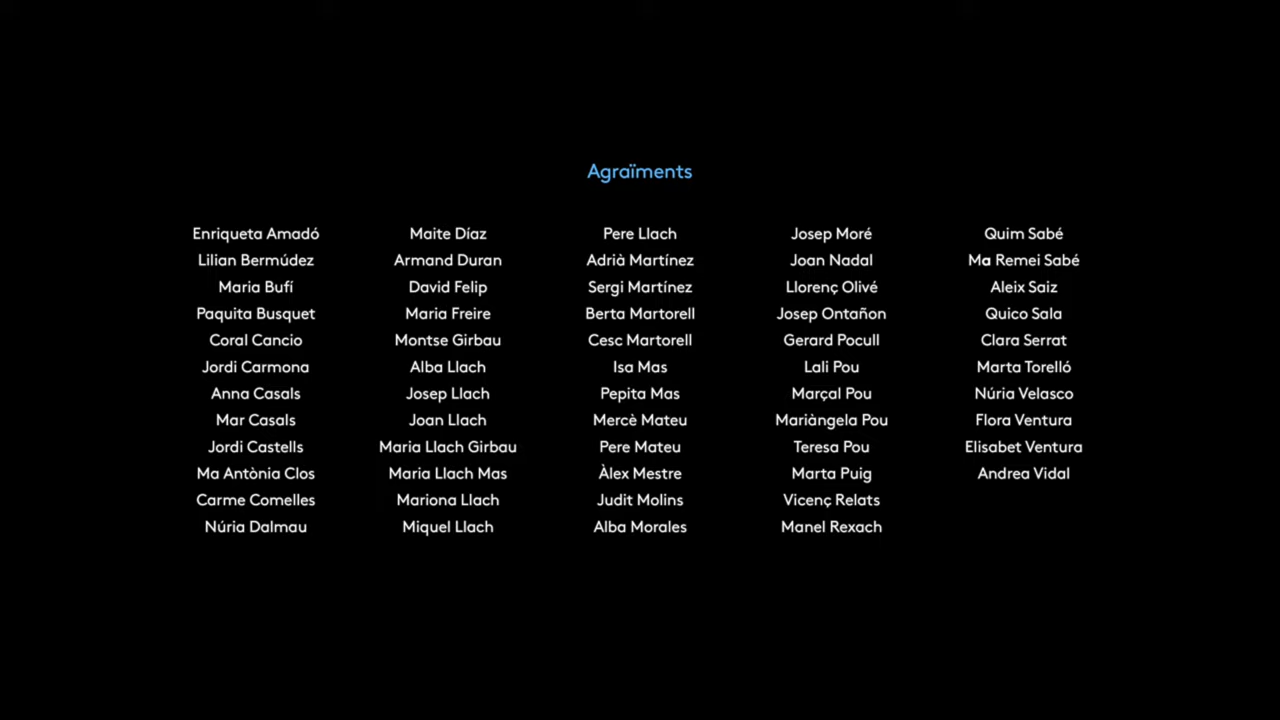 Agraïments
Enriqueta Amadó
Lilian Bermúdez
Maria Bufí
Paquita Busquet
Coral Cancio
Jordi Carmona
Anna Casals
Mar Casals
Jordi Castells
Ma Antònia Clos
Carme Comelles
Núria Dalmau
Maite Díaz
Armand Duran
David Felip
Maria Freire
Montse Girbau
Alba Llach
Josep Llach
Joan Llach
Maria Llach Girbau
Maria Llach Mas
Mariona Llach
Miquel Llach
Pere Llach
Adrià Martínez
Sergi Martínez
Berta Martorell
Cesc Martorell
Isa Mas
Pepita Mas
Mercè Mateu
Pere Mateu
Àlex Mestre
Judit Molins
Alba Morales
Josep Moré
Joan Nadal
Llorenç Olivé
Josep Ontañon
Gerard Pocull
Lali Pou
Marçal Pou
Mariàngela Pou
Teresa Pou
Marta Puig
Vicenç Relats
Manel Rexach
Quim Sabé
Ma Remei Sabé
Aleix Saiz
Quico Sala
Clara Serrat
Marta Torelló
Núria Velasco
Flora Ventura
Elisabet Ventura
Andrea Vidal